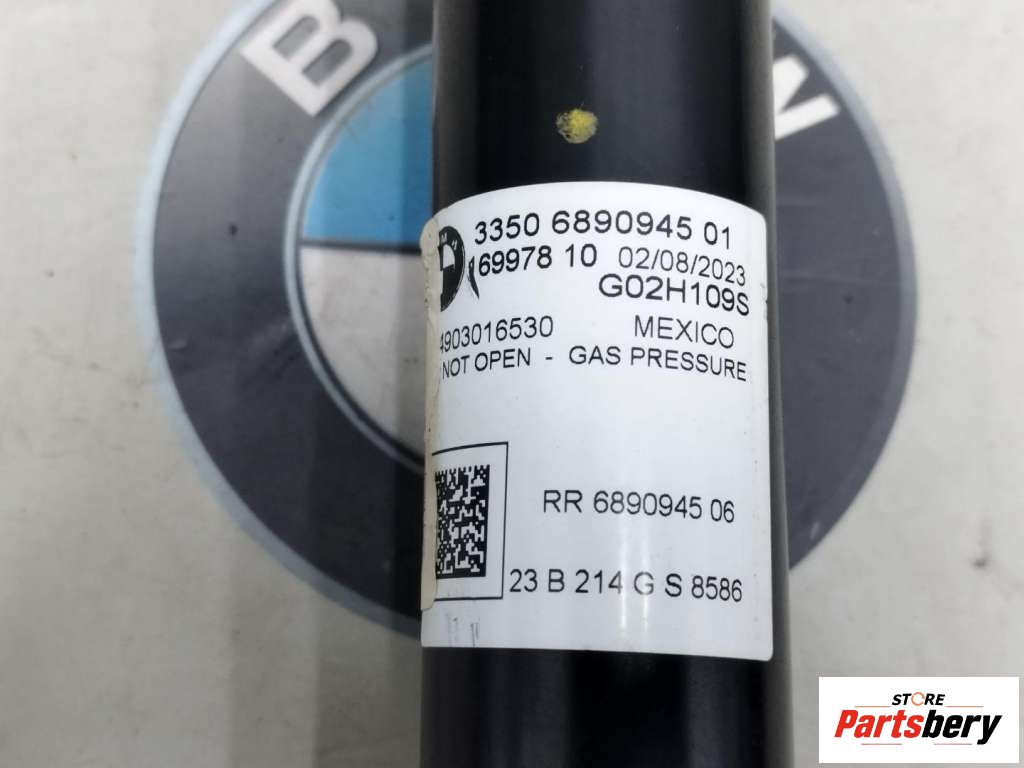 B W
3350 6890945 01
69978 10 02/08/2023
G02H109S
4903016530 MEXICO
NOT OPEN - GAS PRESSURE
RR 6890945 06
23 B 214 G S 8586
STORE
Partsbery